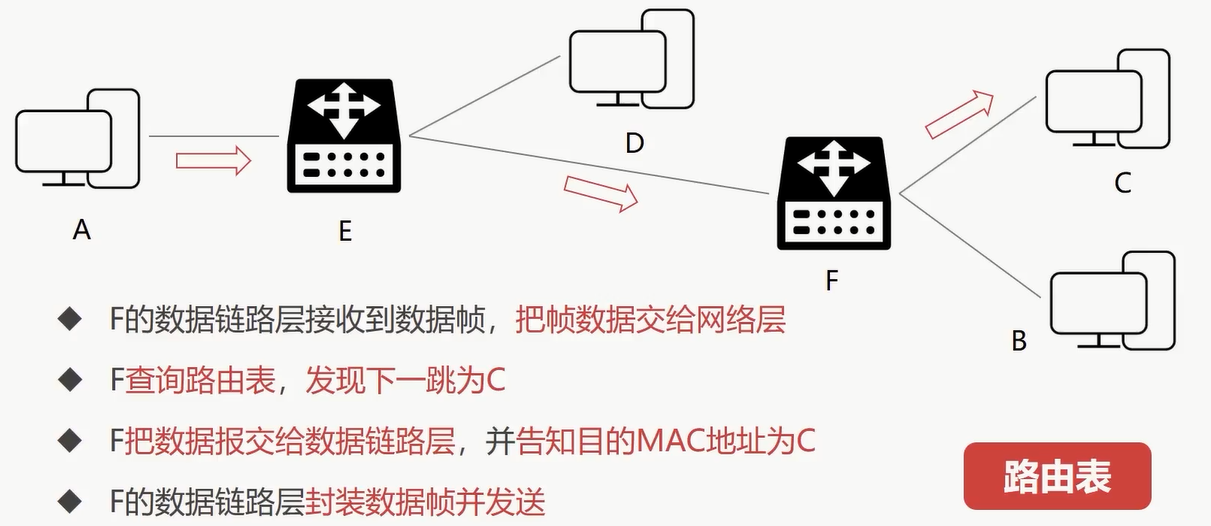 D
A
E
C
F
B
F的数据链路层接收到数据帧，把帧数据交给网络层
F查询路由表，发现下一跳为C
F把数据报交给数据链路层，并告知目的MAC地址为C
F的数据链路层封装数据帧并发送
路由表